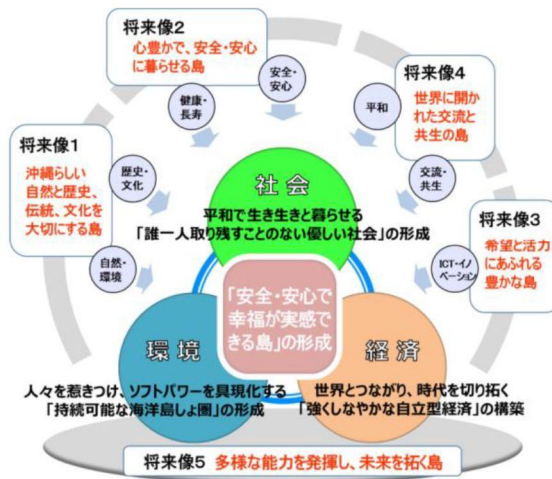 将来像2
心豊かで、安全・安心
に暮らせる島
安全・
安心
健康・
長寿
将来像4
世界に開か
れた交流と
共生の島
平和
交流・
共生
将来像1
沖縄らしい
自然と歴史、
伝統、文化を
大切にする島
歴史・
文化
自然・
環境
社会
平和で生き生きと暮らせる
「誰一人取り残すことのない優しい社会」の形成
将来像3
希望と活力
にあふれる
豊かな島
ICT・イノ
ベーション
「安全・安心で
幸福が実感で
きる島」の形成
環境
人々を惹きつけ、ソフトパワーを具現化する
「持続可能な海洋島しょ圏」の形成
経済
世界とつながり、時代を切り拓く
「強くしなやかな自立型経済」の構築
将来像5 多様な能力を発揮し、未来を拓く島